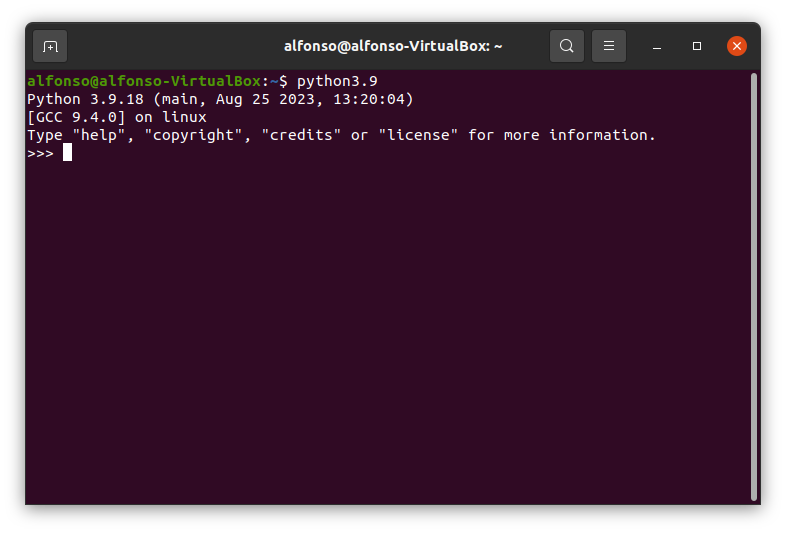 alfonso@alfonso-VirtualBox: ~
alfonso@alfonso-VirtualBox:~$ python3.9
Python 3.9.18 (main, Aug 25 2023, 13:20:04)
[GCC 9.4.0] on linux
Type "help", "copyright", "credits" or "license" for more information.
>>>